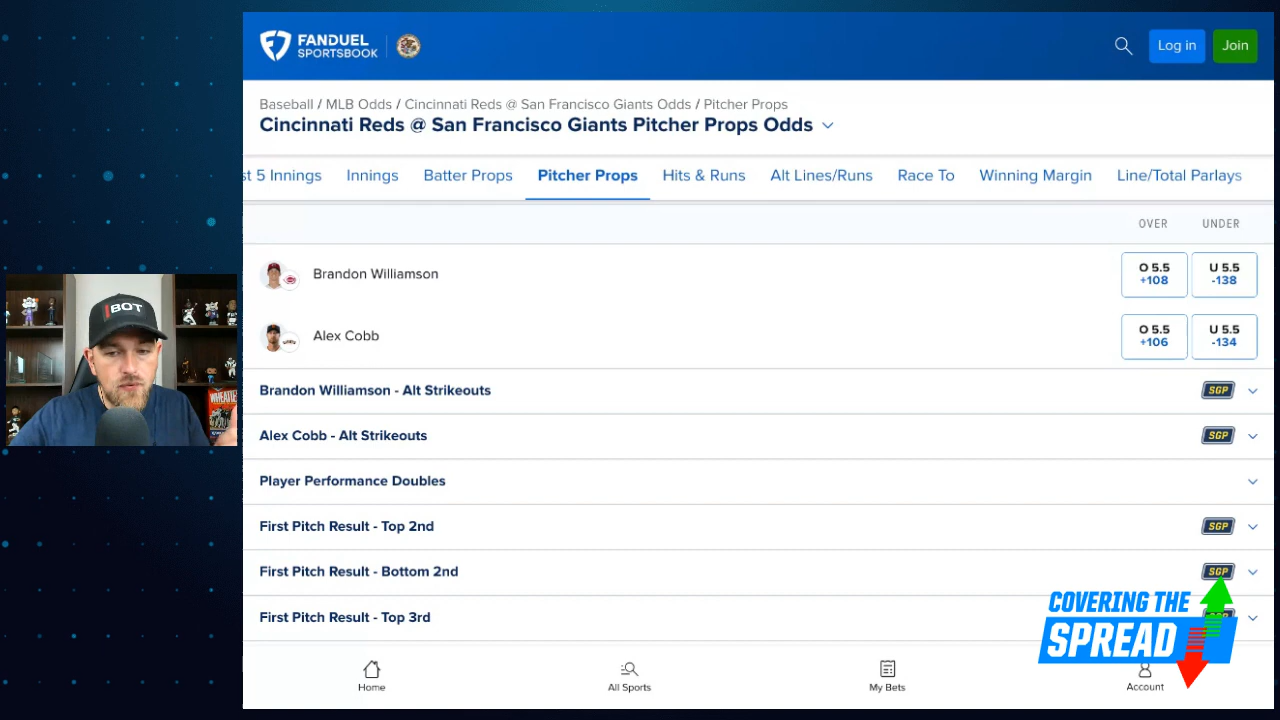 FANDUEL
SPORTSBOOK
Log in
Join
Baseball / MLB Odds / Cincinnati Reds @ San Francisco Giants Odds / Pitcher Props
Cincinnati Reds @ San Francisco Giants Pitcher Props Odds
st 5 Innings
Innings
Batter Props
Pitcher Props
Hits & Runs
Alt Lines/Runs
Race To
Winning Margin
Line/Total Parlays
OVER
UNDER
Brandon Williamson
O 5.5
+108
U 5.5
-138
Alex Cobb
O 5.5
+106
U 5.5
-134
Brandon Williamson - Alt Strikeouts
SGP
Alex Cobb - Alt Strikeouts
SGP
Player Performance Doubles
First Pitch Result - Top 2nd
SGP
First Pitch Result - Bottom 2nd
SGP
First Pitch Result - Top 3rd
COVERING THE
SPREAD
Home
All Sports
My Bets
Account
BOT
WHEATIES